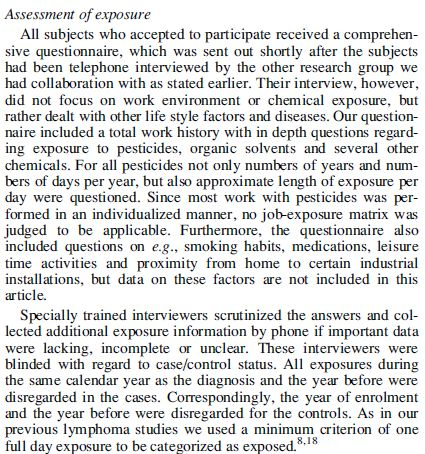 Assessment of exposure
All subjects who accepted to participate received a comprehen-
sive questionnaire, which was sent out shortly after the subjects
had been telephone interviewed by the other research group we
had collaboration with as stated earlier. Their interview, however,
did not focus on work environment or chemical exposure, but
rather dealt with other life style factors and diseases. Our question-
naire included a total work history with in depth questions regard-
ing exposure to pesticides, organic solvents and several other
chemicals. For all pesticides not only numbers of years and num-
bers of days per year, but also approximate length of exposure per
day were questioned. Since most work with pesticides was per-
formed in an individualized manner, no job-exposure matrix was
judged to be applicable. Furthermore, the questionnaire also
included questions on e.g., smoking habits, medications, leisure
time activities and proximity from home to certain industrial
installations, but data on these factors are not included in this
article.
Specially trained interviewers scrutinized the answers and col-
lected additional exposure information by phone if important data
were lacking, incomplete or unclear. These interviewers were
blinded with regard to case/control status. All exposures during
the same calendar year as the diagnosis and the year before were
disregarded in the cases. Correspondingly, the year of enrolment
and the year before were disregarded for the controls. As in our
previous lymphoma studies we used a minimum criterion of one
full day exposure to be categorized as exposed.8,18